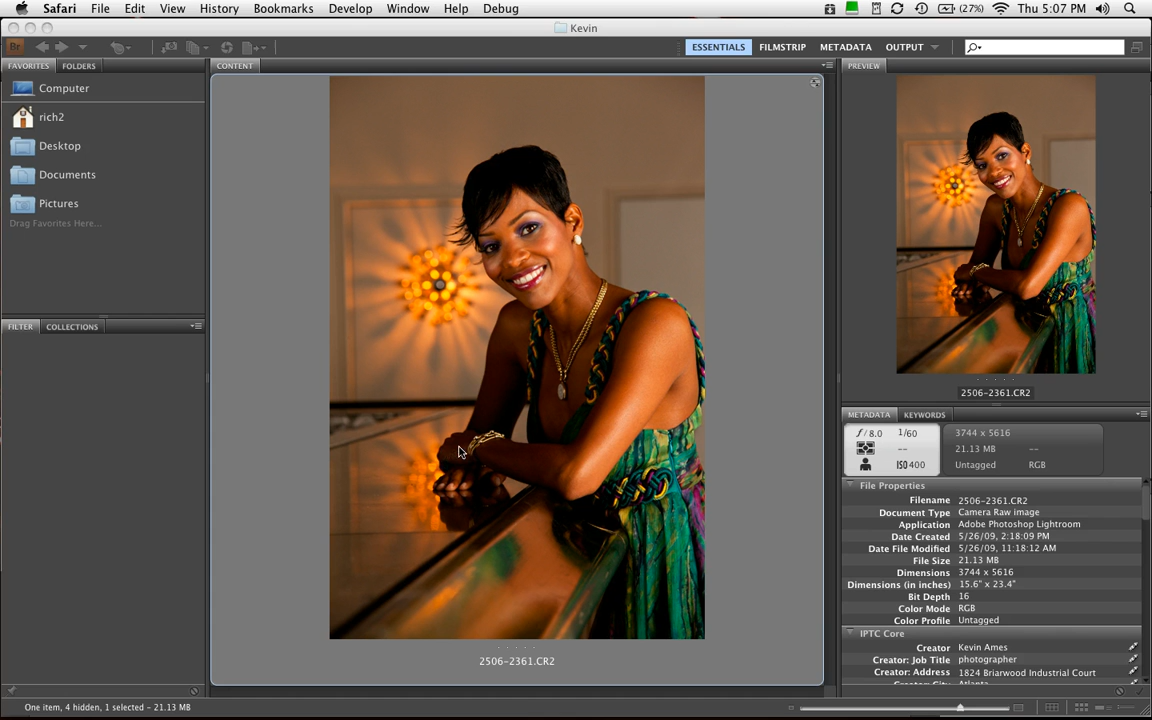 Safari File Edit View History Bookmarks Develop Window Help Debug (27%) Thu 5:07 PM
Kevin
Br ESSENTIALS FILMSTRIP METADATA OUTPUT
FAVORITES FOLDERS
Computer
rich2
Desktop
Documents
Pictures
Drag Favorites Here...
FILTER COLLECTIONS
CONTENT
2506-2361.CR2
PREVIEW
2506-2361.CR2
METADATA KEYWORDS
f/8.0 1/60
--
ISO400
3744 x 5616
21.13 MB --
Untagged RGB
File Properties
Filename 2506-2361.CR2
Document Type Camera Raw image
Application Adobe Photoshop Lightroom
Date Created 5/26/09, 2:18:09 PM
Date File Modified 5/26/09, 11:18:12 AM
File Size 21.13 MB
Dimensions 3744 x 5616
Dimensions (in inches) 15.6" x 23.4"
Bit Depth 16
Color Mode RGB
Color Profile Untagged
IPTC Core
Creator Kevin Ames
Creator: Job Title photographer
Creator: Address 1824 Briarwood Industrial Court
Creator: City Atlanta
One item, 4 hidden, 1 selected - 21.13 MB